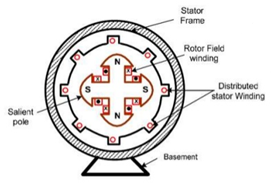 Stator
Frame
Rotor Field
winding
N
S
S
N
Salient
pole
Distributed
stator Winding
Basement